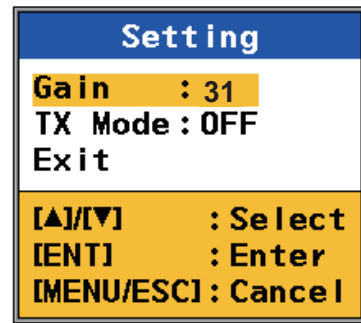 Setting
Gain : 31
TX Mode : OFF
Exit
[▲]/[▼] : Select
[ENT] : Enter
[MENU/ESC] : Cancel